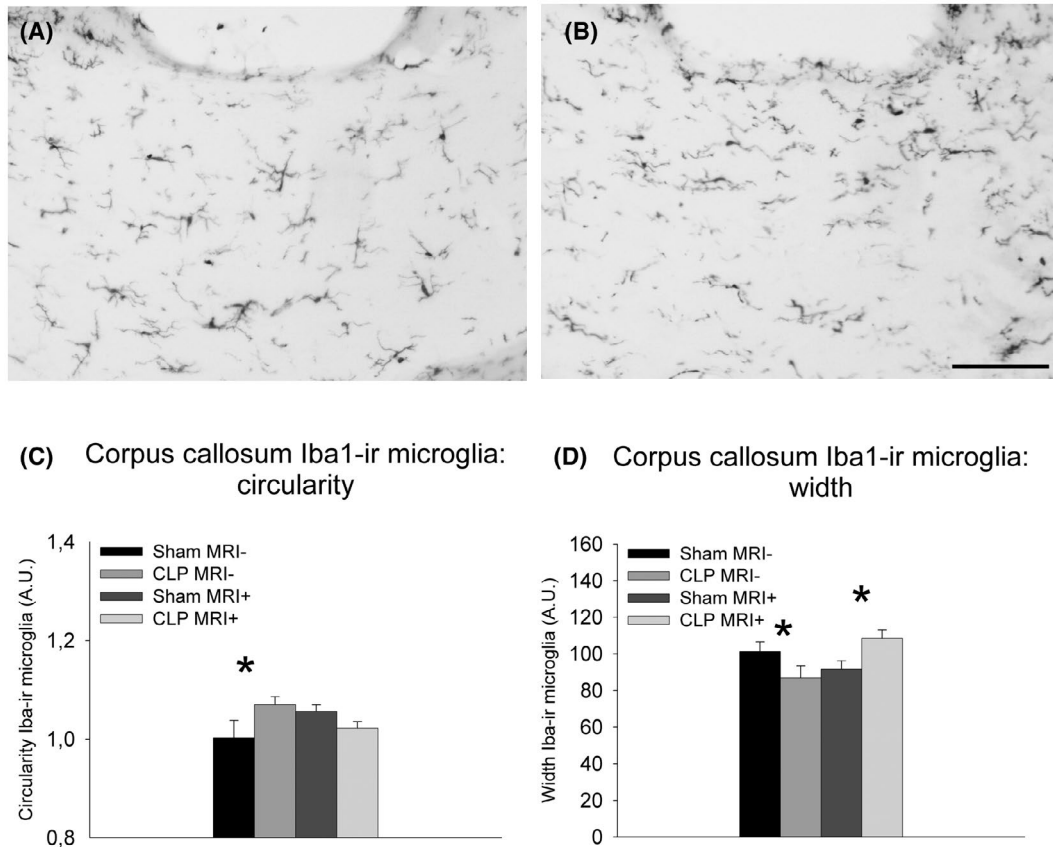 (A)
(B)
(C) Corpus callosum Iba1-ir microglia:
circularity
Circularity Iba-ir microglia (A.U.)
1,4
1,2
1,0
0,8
Sham MRI-
CLP MRI-
Sham MRI+
CLP MRI+
*
(D) Corpus callosum Iba1-ir microglia:
width
Width Iba-ir microglia (A.U.)
160
140
120
100
80
60
40
20
0
Sham MRI-
CLP MRI-
Sham MRI+
CLP MRI+
*
*